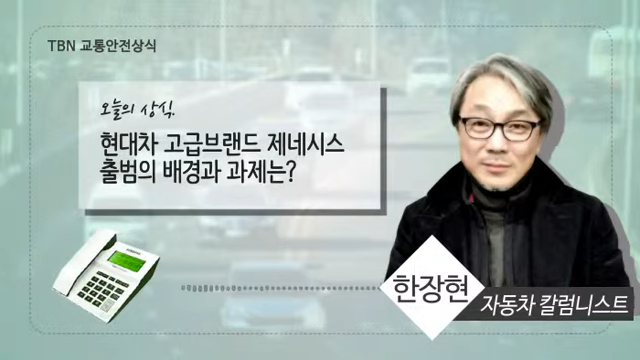 TBN 교통안전상식
오늘의 상식.
현대차 고급브랜드 제네시스
출범의 배경과 과제는?
한장현
자동차 칼럼니스트